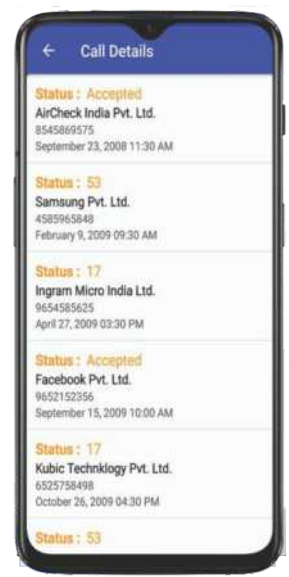 Call Details
Status : Accepted
AirCheck India Pvt. Ltd.
8545869575
September 23, 2008 11:30 AM
Status : 53
Samsung Pvt. Ltd.
4585965848
February 9, 2009 09:30 AM
Status : 17
Ingram Micro India Ltd.
9654585625
April 27, 2009 03:30 PM
Status : Accepted
Facebook Pvt. Ltd.
9652152356
September 15, 2009 10:00 AM
Status : 17
Kubic Technklogy Pvt. Ltd.
6525758498
October 26, 2009 04:30 PM
Status : 53